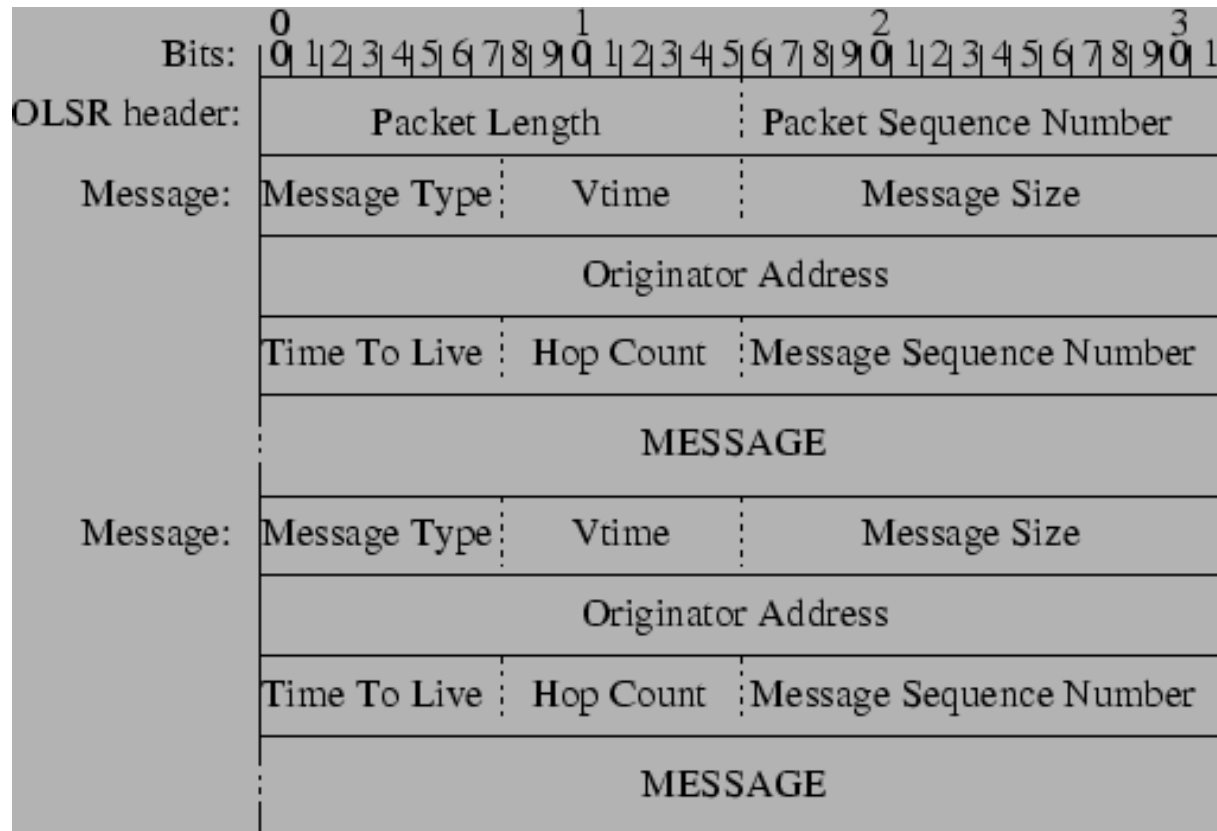 0 1 2 3
Bits: 0 1 2 3 4 5 6 7 8 9 0 1 2 3 4 5 6 7 8 9 0 1 2 3 4 5 6 7 8 9 0 1
OLSR header: Packet Length Packet Sequence Number
Message: Message Type Vtime Message Size
Originator Address
Time To Live Hop Count Message Sequence Number
MESSAGE
Message: Message Type Vtime Message Size
Originator Address
Time To Live Hop Count Message Sequence Number
MESSAGE